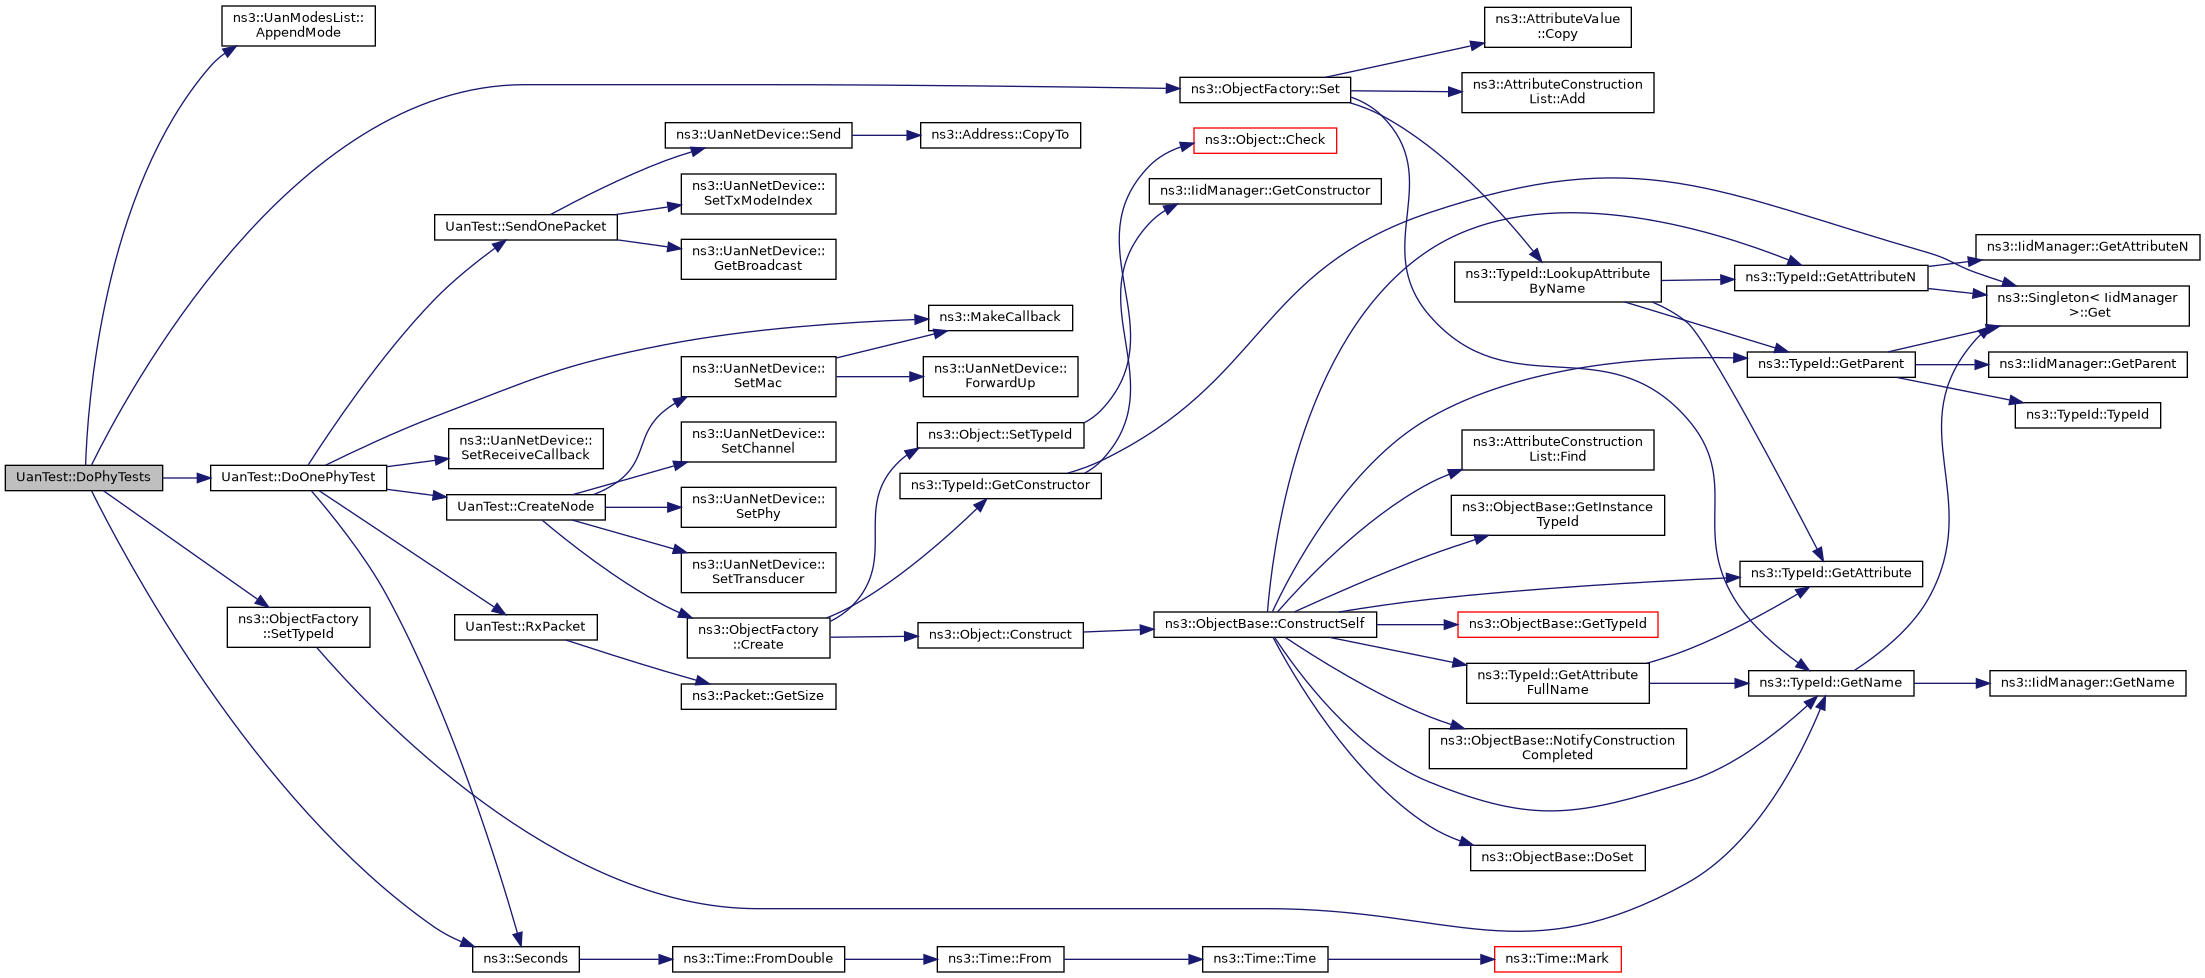 ns3::UanModesList::
AppendMode
ns3::AttributeValue
::Copy
ns3::ObjectFactory::Set
ns3::AttributeConstruction
List::Add
ns3::UanNetDevice::Send
ns3::Address::CopyTo
ns3::Object::Check
ns3::UanNetDevice::
SetTxModeIndex
ns3::IidManager::GetConstructor
UanTest::SendOnePacket
ns3::UanNetDevice::
GetBroadcast
ns3::TypeId::LookupAttribute
ByName
ns3::TypeId::GetAttributeN
ns3::IidManager::GetAttributeN
ns3::Singleton< IidManager
>::Get
ns3::MakeCallback
ns3::UanNetDevice::
SetMac
ns3::UanNetDevice::
ForwardUp
ns3::TypeId::GetParent
ns3::IidManager::GetParent
ns3::TypeId::TypeId
ns3::UanNetDevice::
SetReceiveCallback
ns3::UanNetDevice::
SetChannel
ns3::Object::SetTypeId
ns3::AttributeConstruction
List::Find
UanTest::DoPhyTests
UanTest::DoOnePhyTest
ns3::TypeId::GetConstructor
UanTest::CreateNode
ns3::UanNetDevice::
SetPhy
ns3::ObjectBase::GetInstance
TypeId
ns3::UanNetDevice::
SetTransducer
ns3::TypeId::GetAttribute
ns3::ObjectFactory
::SetTypeId
UanTest::RxPacket
ns3::ObjectFactory
::Create
ns3::Object::Construct
ns3::ObjectBase::ConstructSelf
ns3::ObjectBase::GetTypeId
ns3::TypeId::GetAttribute
FullName
ns3::TypeId::GetName
ns3::IidManager::GetName
ns3::Packet::GetSize
ns3::ObjectBase::NotifyConstruction
Completed
ns3::ObjectBase::DoSet
ns3::Seconds
ns3::Time::FromDouble
ns3::Time::From
ns3::Time::Time
ns3::Time::Mark